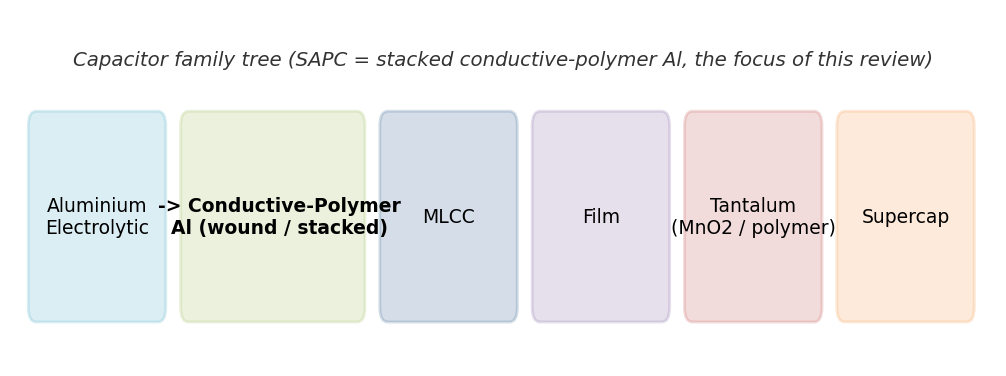 Capacitor family tree (SAPC = stacked conductive-polymer Al, the focus of this review)
Aluminium
Electrolytic
-> Conductive-Polymer
Al (wound / stacked)
MLCC
Film
Tantalum
(MnO2 / polymer)
Supercap